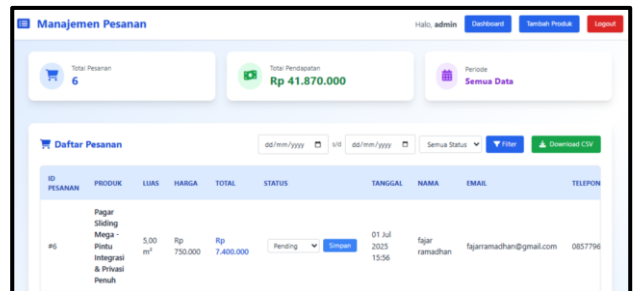 Manajemen Pesanan
Halo, admin
Dashboard
Tambah Produk
Logout
Total Pesanan
6
Total Pendapatan
Rp 41.870.000
Periode
Semua Data
Daftar Pesanan
dd/mm/yyyy s/d dd/mm/yyyy Semua Status Filter Download CSV
ID PESANAN PRODUK LUAS HARGA TOTAL STATUS TANGGAL NAMA EMAIL TELEPON
#6
Pagar
Sliding
Mega -
Pintu
Integrasi
& Privasi
Penuh
5,00
m²
Rp
750.000
Rp
7.400.000
Pending
Simpan
01 Jul
2025
15:56
fajar
ramadhan
fajarramadhan@gmail.com
0857796